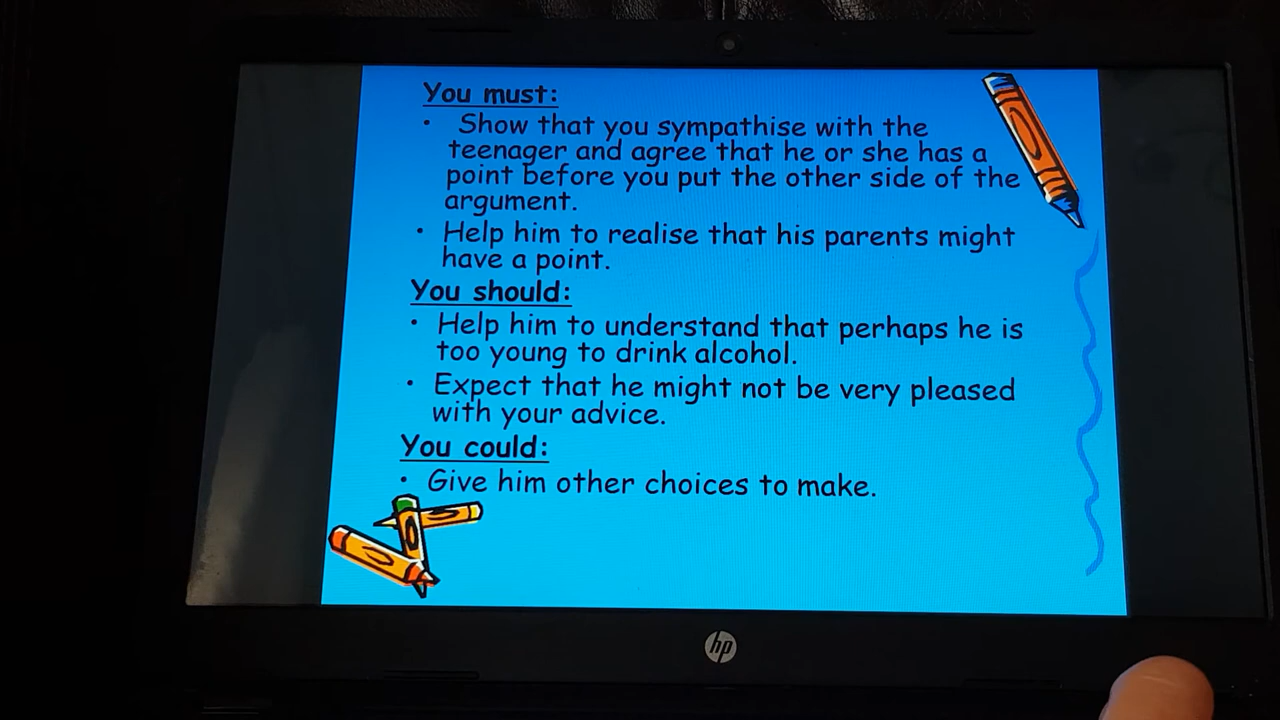 You must:
• Show that you sympathise with the
teenager and agree that he or she has a
point before you put the other side of the
argument.
• Help him to realise that his parents might
have a point.
You should:
• Help him to understand that perhaps he is
too young to drink alcohol.
• Expect that he might not be very pleased
with your advice.
You could:
• Give him other choices to make.
hp